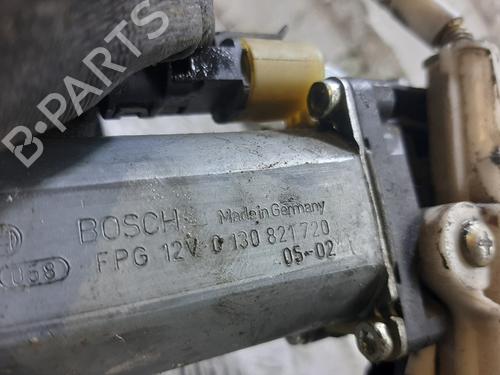 B-PARTS
BOSCH Made in Germany
FPG 12V 0 130 821 720
05-02